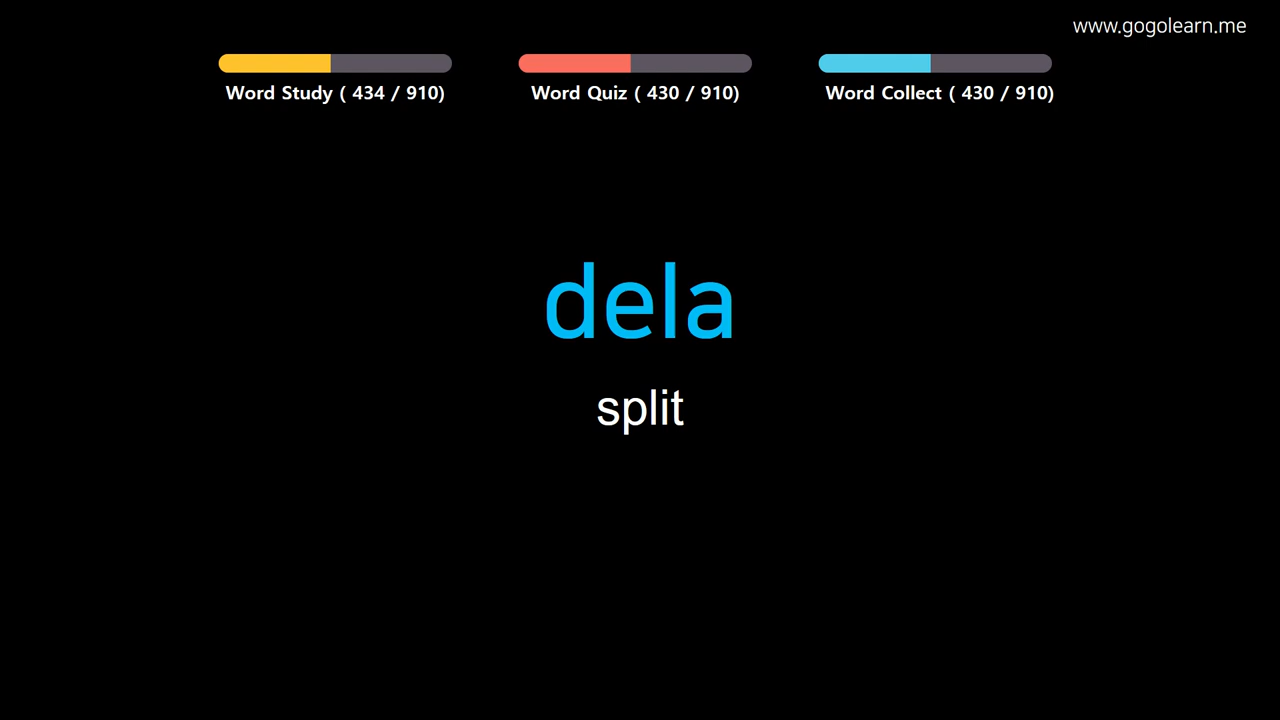 www.gogolearn.me
Word Study ( 434 / 910)
Word Quiz ( 430 / 910)
Word Collect ( 430 / 910)
dela
split